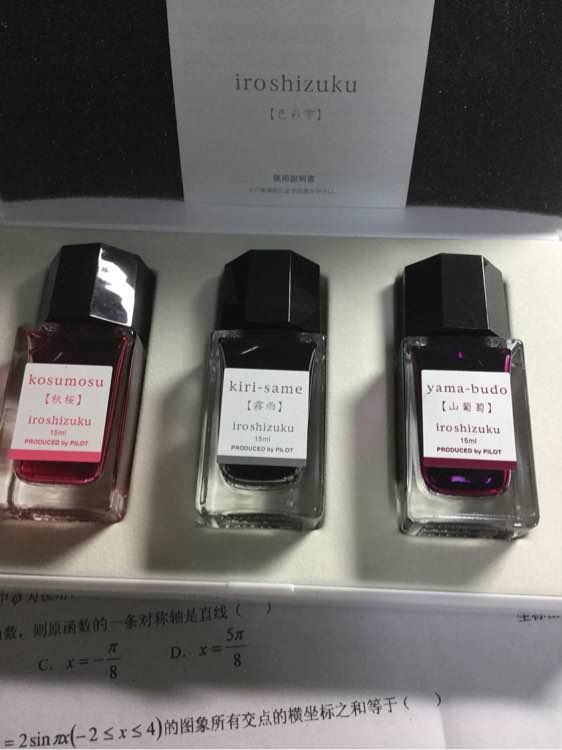 iroshizuku
【色彩雫】
使用説明書
kosumosu
【秋桜】
iroshizuku
15ml
PRODUCED by PILOT
kiri-same
【霧雨】
iroshizuku
15ml
PRODUCED by PILOT
yama-budo
【山葡萄】
iroshizuku
15ml
PRODUCED by PILOT
数，则原函数的一条对称轴是直线（ ）
C. x=-π/8 D. x=5π/8
=2sinπx(-2≤x≤4)的图象所有交点的横坐标之和等于（ ）